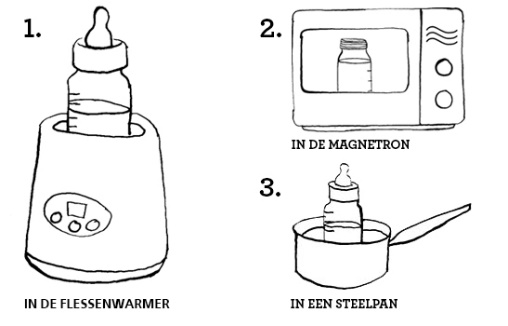 1.
IN DE FLESSENWARMER
2.
IN DE MAGNETRON
3.
IN EEN STEELPAN